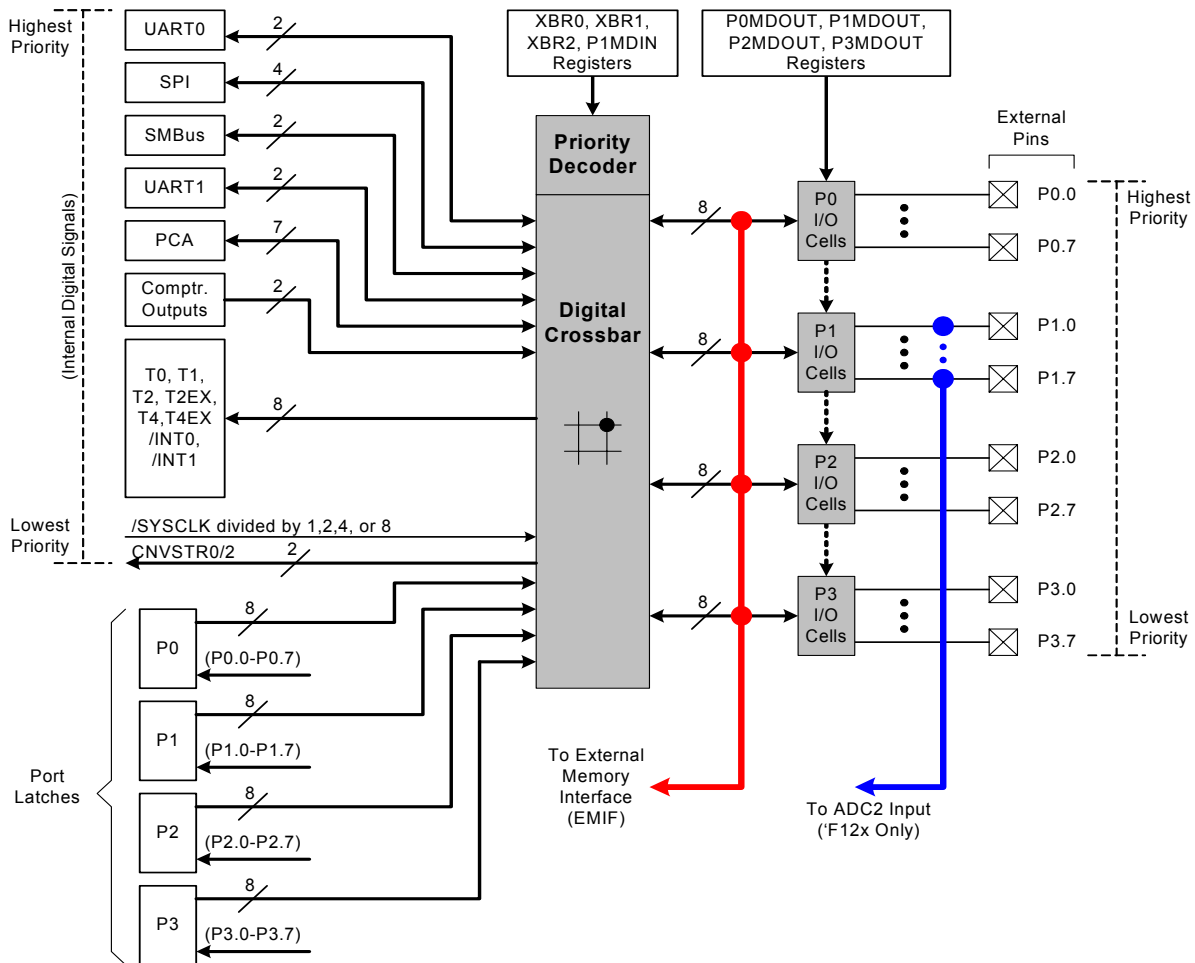 Highest
Priority
UART0
2
SPI
4
SMBus
2
UART1
2
PCA
7
Comptr.
Outputs
2
T0, T1,
T2, T2EX,
T4,T4EX
/INT0,
/INT1
8
(Internal Digital Signals)
Lowest
Priority
/SYSCLK divided by 1,2,4, or 8
CNVSTR0/2
2
Port
Latches
P0
8
(P0.0-P0.7)
P1
8
(P1.0-P1.7)
P2
8
(P2.0-P2.7)
P3
8
(P3.0-P3.7)
XBR0, XBR1,
XBR2, P1MDIN
Registers
Priority
Decoder
Digital
Crossbar
P0MDOUT, P1MDOUT,
P2MDOUT, P3MDOUT
Registers
8
8
8
8
P0
I/O
Cells
P1
I/O
Cells
P2
I/O
Cells
P3
I/O
Cells
External
Pins
P0.0
P0.7
P1.0
P1.7
P2.0
P2.7
P3.0
P3.7
Highest
Priority
Lowest
Priority
To External
Memory
Interface
(EMIF)
To ADC2 Input
(‘F12x Only)